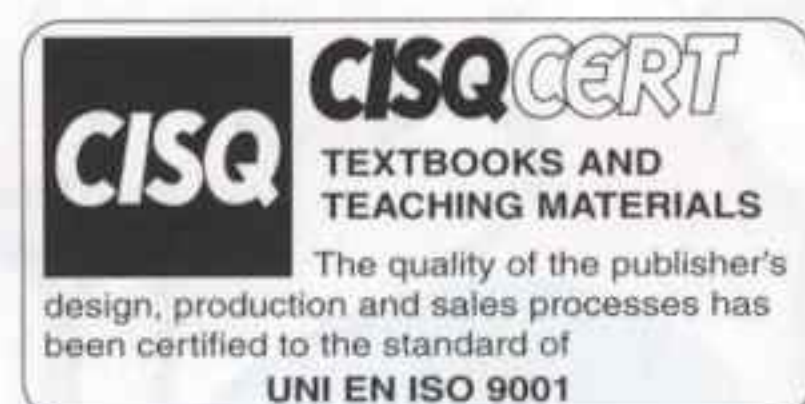 CISQ
CISQCERT
TEXTBOOKS AND
TEACHING MATERIALS
The quality of the publisher's
design, production and sales processes has
been certified to the standard of
UNI EN ISO 9001